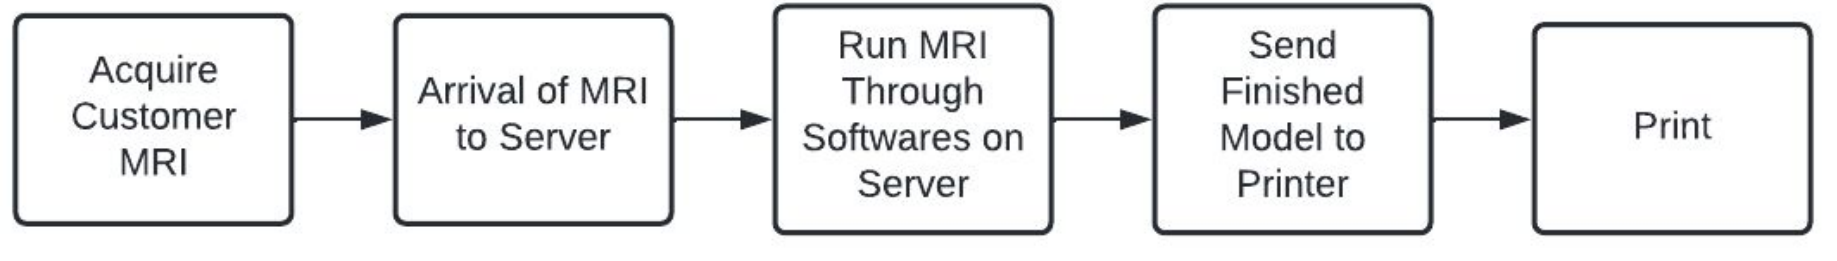 Acquire
Customer
MRI
Arrival of MRI
to Server
Run MRI
Through
Softwares on
Server
Send
Finished
Model to
Printer
Print